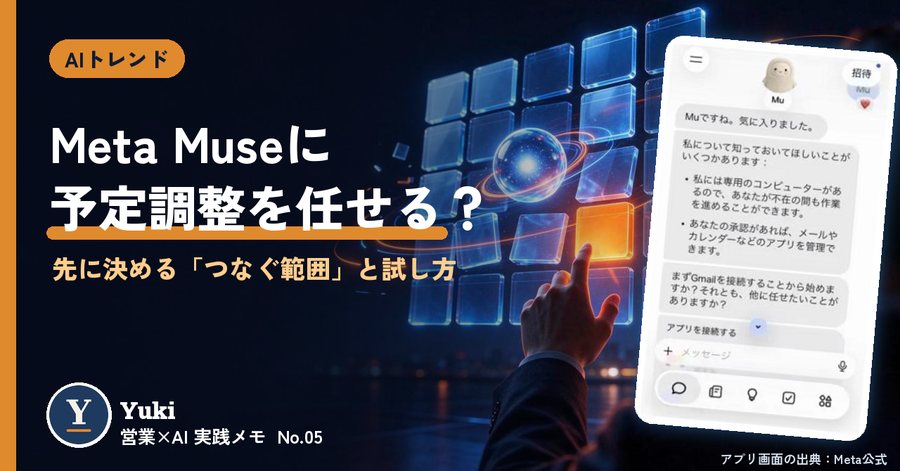 AIトレンド
Meta Museに
予定調整を任せる？
先に決める「つなぐ範囲」と試し方
Y
Yuki
営業×AI 実践メモ No.05
招待
Mu
Mu
Muですね。気に入りました。
私について知っておいてほしいことが
いくつかあります：
• 私には専用のコンピューターがあ
るので、あなたが不在の間も作業
を進めることができます。
• あなたの承認があれば、メールや
カレンダーなどのアプリを管理で
きます。
まずGmailを接続することから始めま
すか？それとも、他に任せたいことが
ありますか？
アプリを接続する
メッセージ
アプリ画面の出典：Meta公式